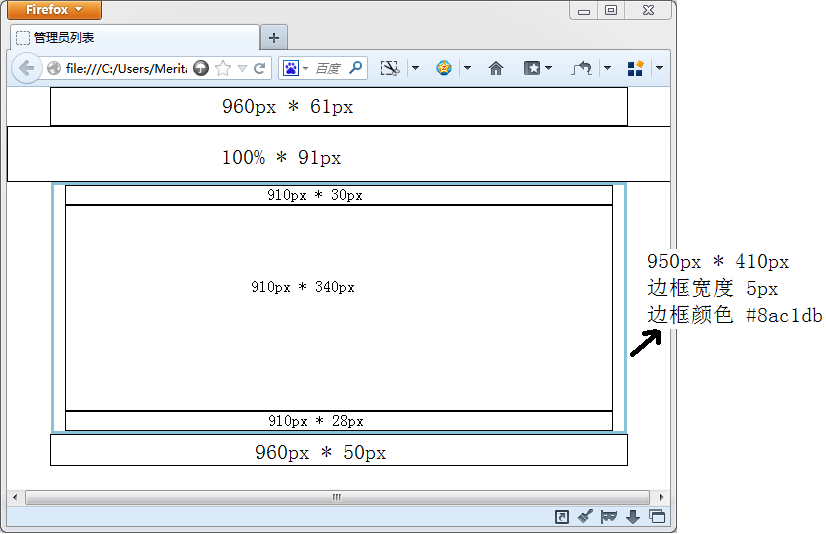 Firefox
管理员列表
file:///C:/Users/Merita
百度
960px * 61px
100% * 91px
910px * 30px
910px * 340px
950px * 410px
边框宽度 5px
边框颜色 #8ac1db
910px * 28px
960px * 50px